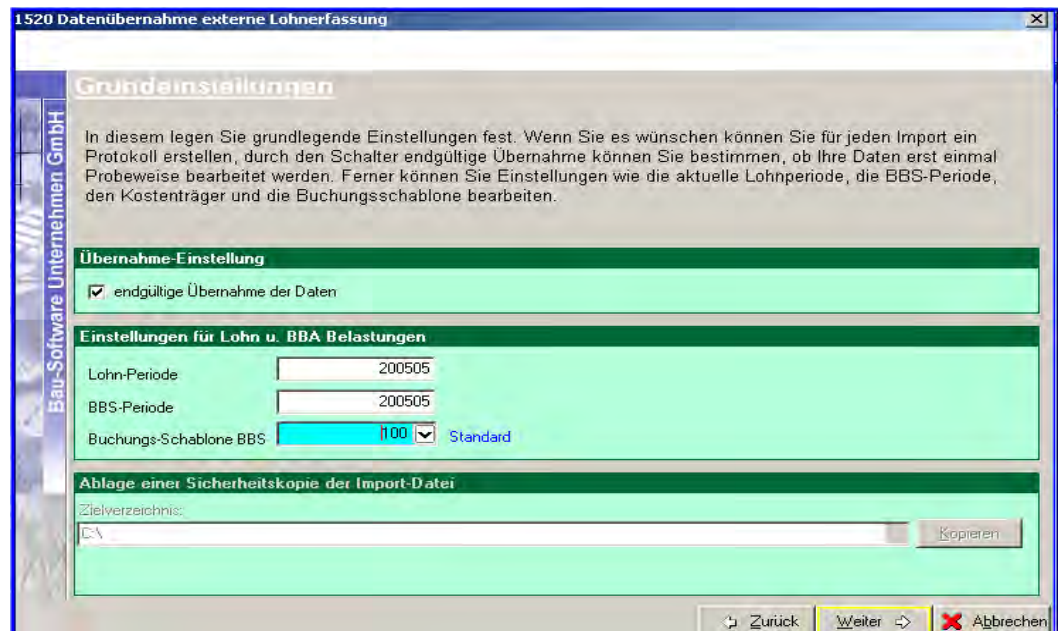 1520 Datenübernahme externe Lohnerfassung
Grundeinstellungen
In diesem legen Sie grundlegende Einstellungen fest. Wenn Sie es wünschen können Sie für jeden Import ein
Protokoll erstellen, durch den Schalter endgültige Übernahme können Sie bestimmen, ob Ihre Daten erst einmal
Probeweise bearbeitet werden. Ferner können Sie Einstellungen wie die aktuelle Lohnperiode, die BBS-Periode,
den Kostenträger und die Buchungsschablone bearbeiten.
Bau-Software Unternehmen GmbH
Übernahme-Einstellung
endgültige Übernahme der Daten
Einstellungen für Lohn u. BBA Belastungen
Lohn-Periode 200505
BBS-Periode 200505
Buchungs-Schablone BBS 100 Standard
Ablage einer Sicherheitskopie der Import-Datei
Zielverzeichnis:
C:\ Kopieren
Zurück Weiter Abbrechen